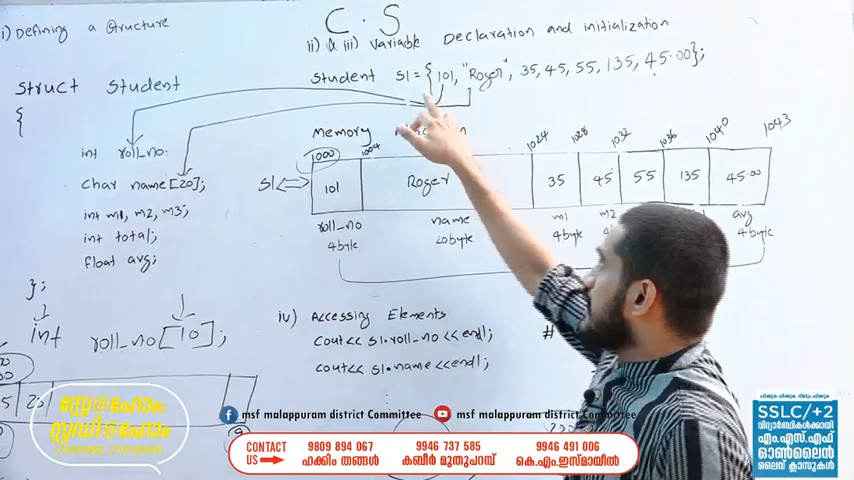 C.S
i) Defining a Structure
ii) & iii) Variable Declaration and initialization
Struct Student
Student S1 = {101, "Roger", 35, 45, 55, 135, 45.00};
{
Memory
int roll_no.
char name[20];
int m1, m2, m3;
int total;
float avg;
};
1000 1004 1024 1028 1032 1036 1040 1043
S1 101 Roger 35 45 55 135 45.00
roll_no name m1 m2 avg
4byte 20byte 4byte 4byte
int roll_no[10];
iv) Accessing Elements
cout<< s1.roll_no <<endl;
cout<< s1.name <<endl;
#
സ്റ്റേ@ഹോം;
സ്റ്റഡി@ഹോം
msf malappuram district Committee
msf malappuram district Committee
CONTACT US
9809 894 067
ഹക്കിം തങ്ങൾ
9946 737 585
കബീർ മുതുപറമ്പ്
9946 491 006
കെ.എം.ഇസ്മായീൽ
SSLC/+2
വിദ്യാർത്ഥികൾക്കായി
എം.എസ്.എഫ്
ഓൺലൈൻ
ലൈവ് ക്ലാസുകൾ